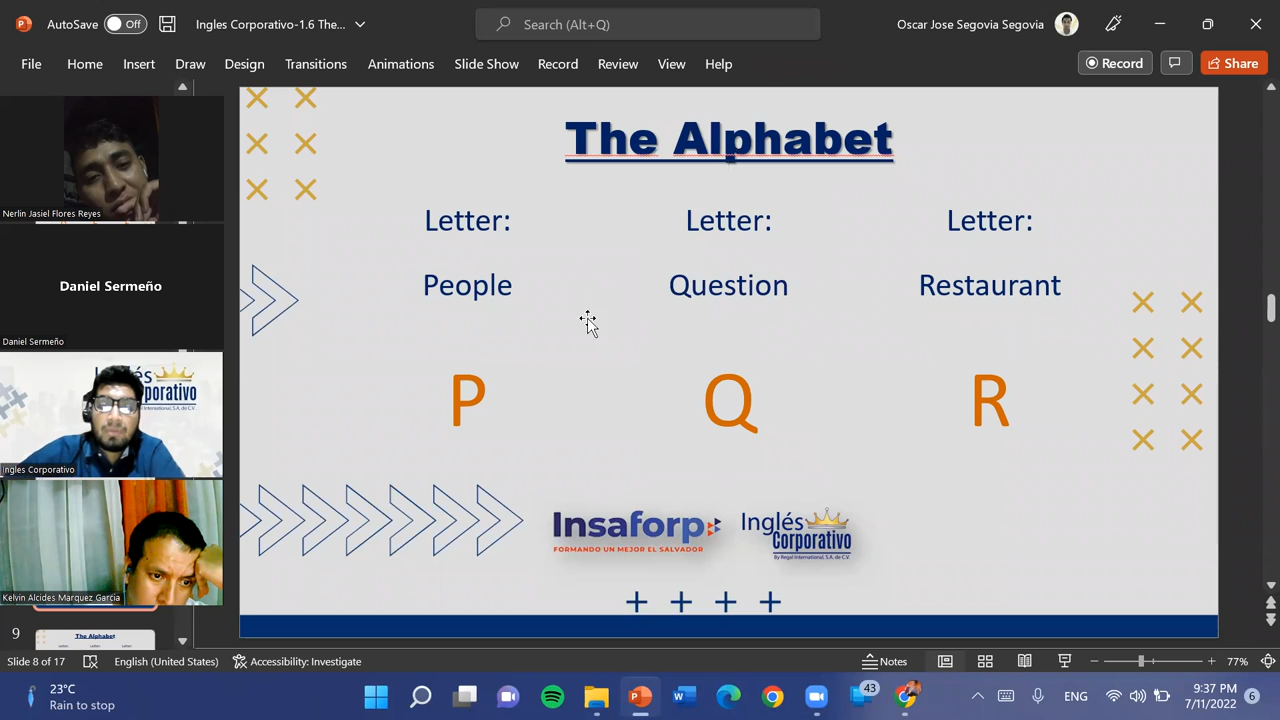 AutoSave Off Ingles Corporativo-1.6 The... Search (Alt+Q) Oscar Jose Segovia Segovia
File Home Insert Draw Design Transitions Animations Slide Show Record Review View Help Record Share
Nerlin Jasiel Flores Reyes
Daniel Sermeño
Daniel Sermeño
Inglés
Corporativo
Ingles Corporativo
Kelvin Alcides Marquez Garcia
The Alphabet
Letter: Letter: Letter:
People Question Restaurant
P Q R
Insaforp
FORMANDO UN MEJOR EL SALVADOR
Inglés
Corporativo
By Regal International, S.A. de C.V.
9
The Alphabet
Letter: Letter: Letter:
Slide 8 of 17 English (United States) Accessibility: Investigate Notes 77%
23°C
Rain to stop
43
ENG
9:37 PM
7/11/2022
6